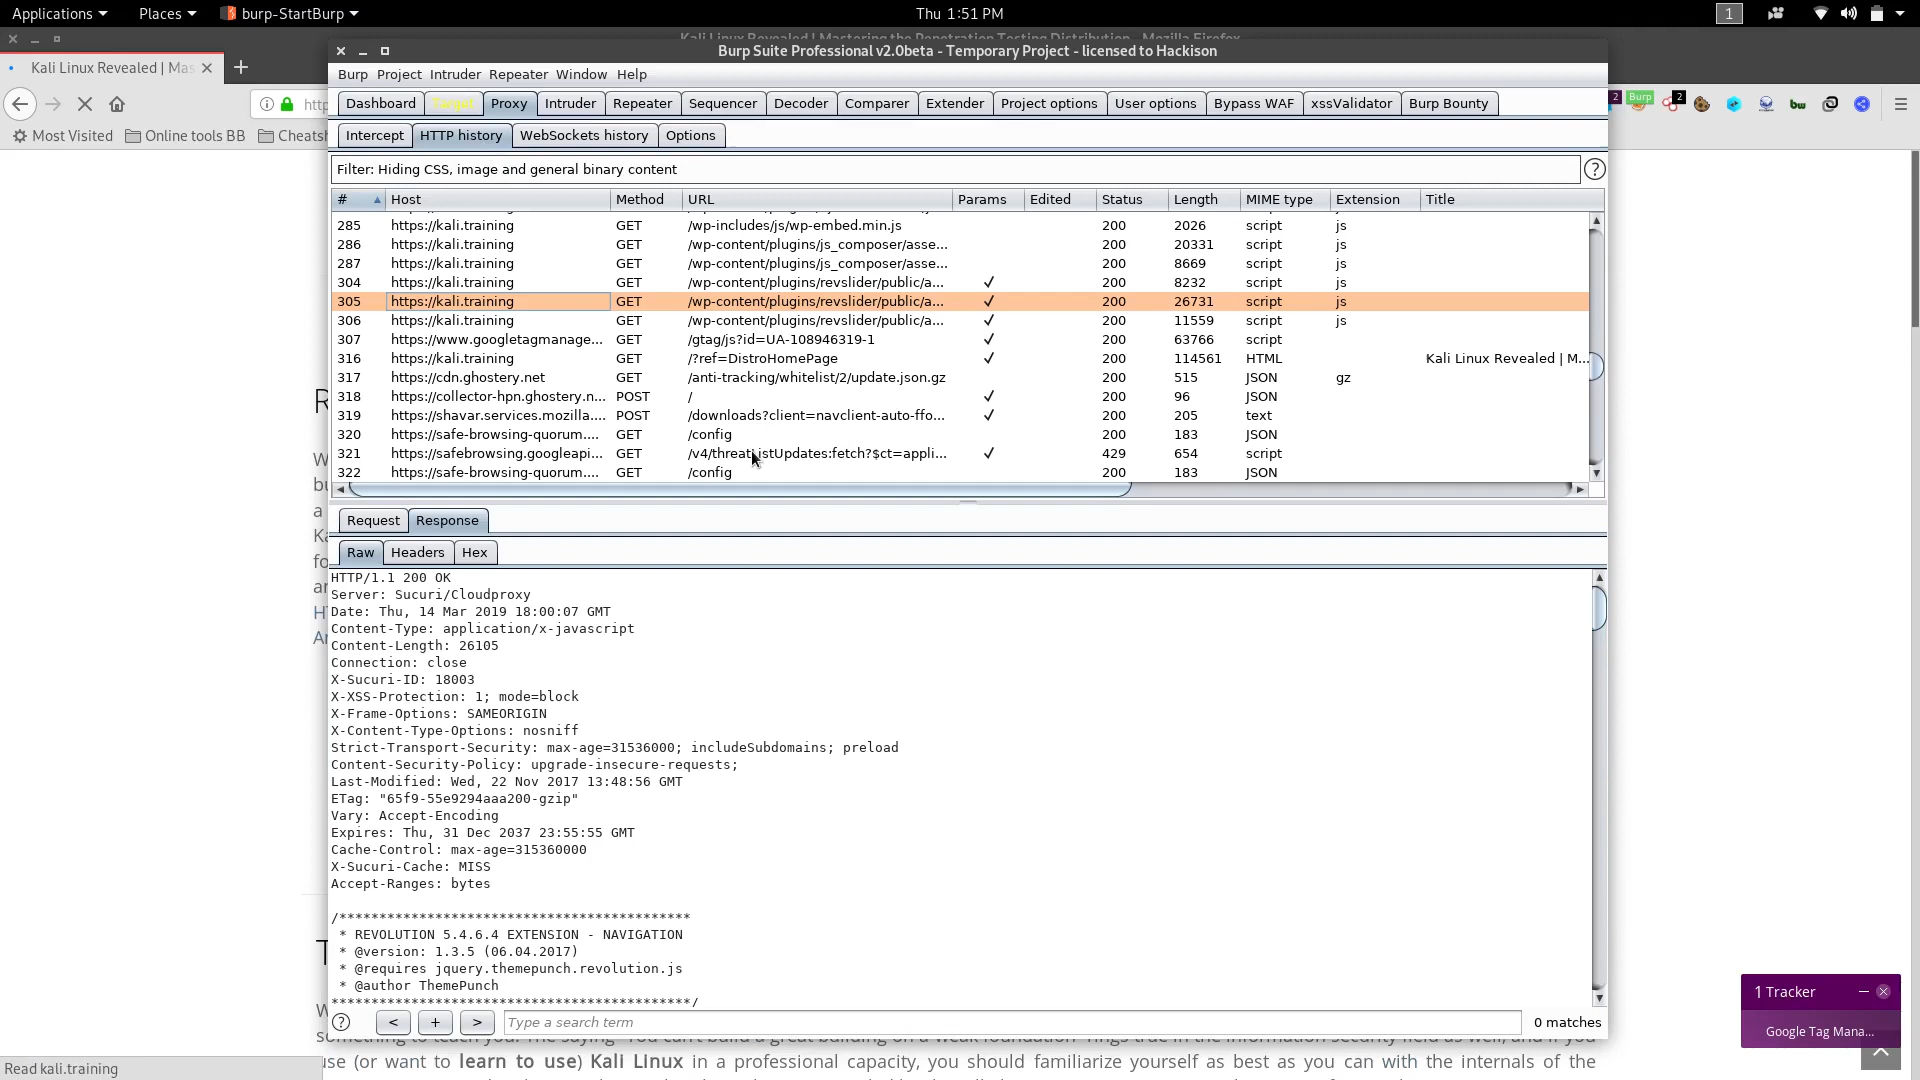 Applications Places burp-StartBurp Thu 1:51 PM 1
Kali Linux Revealed | Mastering the Penetration Testing Distribution - Mozilla Firefox
Burp Suite Professional v2.0beta - Temporary Project - licensed to Hackison
Kali Linux Revealed | Mas
Burp Project Intruder Repeater Window Help
Dashboard Target Proxy Intruder Repeater Sequencer Decoder Comparer Extender Project options User options Bypass WAF xssValidator Burp Bounty
http
2 Burp 2
Most Visited Online tools BB Cheatsh
Intercept HTTP history WebSockets history Options
Filter: Hiding CSS, image and general binary content ?
# Host Method URL Params Edited Status Length MIME type Extension Title
285 https://kali.training GET /wp-includes/js/wp-embed.min.js 200 2026 script js
286 https://kali.training GET /wp-content/plugins/js_composer/asse... 200 20331 script js
287 https://kali.training GET /wp-content/plugins/js_composer/asse... 200 8669 script js
304 https://kali.training GET /wp-content/plugins/revslider/public/a... ✓ 200 8232 script js
305 https://kali.training GET /wp-content/plugins/revslider/public/a... ✓ 200 26731 script js
306 https://kali.training GET /wp-content/plugins/revslider/public/a... ✓ 200 11559 script js
307 https://www.googletagmanage... GET /gtag/js?id=UA-108946319-1 ✓ 200 63766 script
316 https://kali.training GET /?ref=DistroHomePage ✓ 200 114561 HTML Kali Linux Revealed | M...
317 https://cdn.ghostery.net GET /anti-tracking/whitelist/2/update.json.gz 200 515 JSON gz
318 https://collector-hpn.ghostery.n... POST / ✓ 200 96 JSON
319 https://shavar.services.mozilla.... POST /downloads?client=navclient-auto-ffo... ✓ 200 205 text
320 https://safe-browsing-quorum.... GET /config 200 183 JSON
321 https://safebrowsing.googleapi... GET /v4/threatListUpdates:fetch?$ct=appli... ✓ 429 654 script
322 https://safe-browsing-quorum.... GET /config 200 183 JSON
Request Response
Raw Headers Hex
HTTP/1.1 200 OK
Server: Sucuri/Cloudproxy
Date: Thu, 14 Mar 2019 18:00:07 GMT
Content-Type: application/x-javascript
Content-Length: 26105
Connection: close
X-Sucuri-ID: 18003
X-XSS-Protection: 1; mode=block
X-Frame-Options: SAMEORIGIN
X-Content-Type-Options: nosniff
Strict-Transport-Security: max-age=31536000; includeSubdomains; preload
Content-Security-Policy: upgrade-insecure-requests;
Last-Modified: Wed, 22 Nov 2017 13:48:56 GMT
ETag: "65f9-55e9294aaa200-gzip"
Vary: Accept-Encoding
Expires: Thu, 31 Dec 2037 23:55:55 GMT
Cache-Control: max-age=315360000
X-Sucuri-Cache: MISS
Accept-Ranges: bytes
/********************************************
* REVOLUTION 5.4.6.4 EXTENSION - NAVIGATION
* @version: 1.3.5 (06.04.2017)
* @requires jquery.themepunch.revolution.js
* @author ThemePunch
*********************************************/
? < + > Type a search term 0 matches
1 Tracker
Google Tag Mana...
use (or want to learn to use) Kali Linux in a professional capacity, you should familiarize yourself as best as you can with the internals of the
Read kali.training